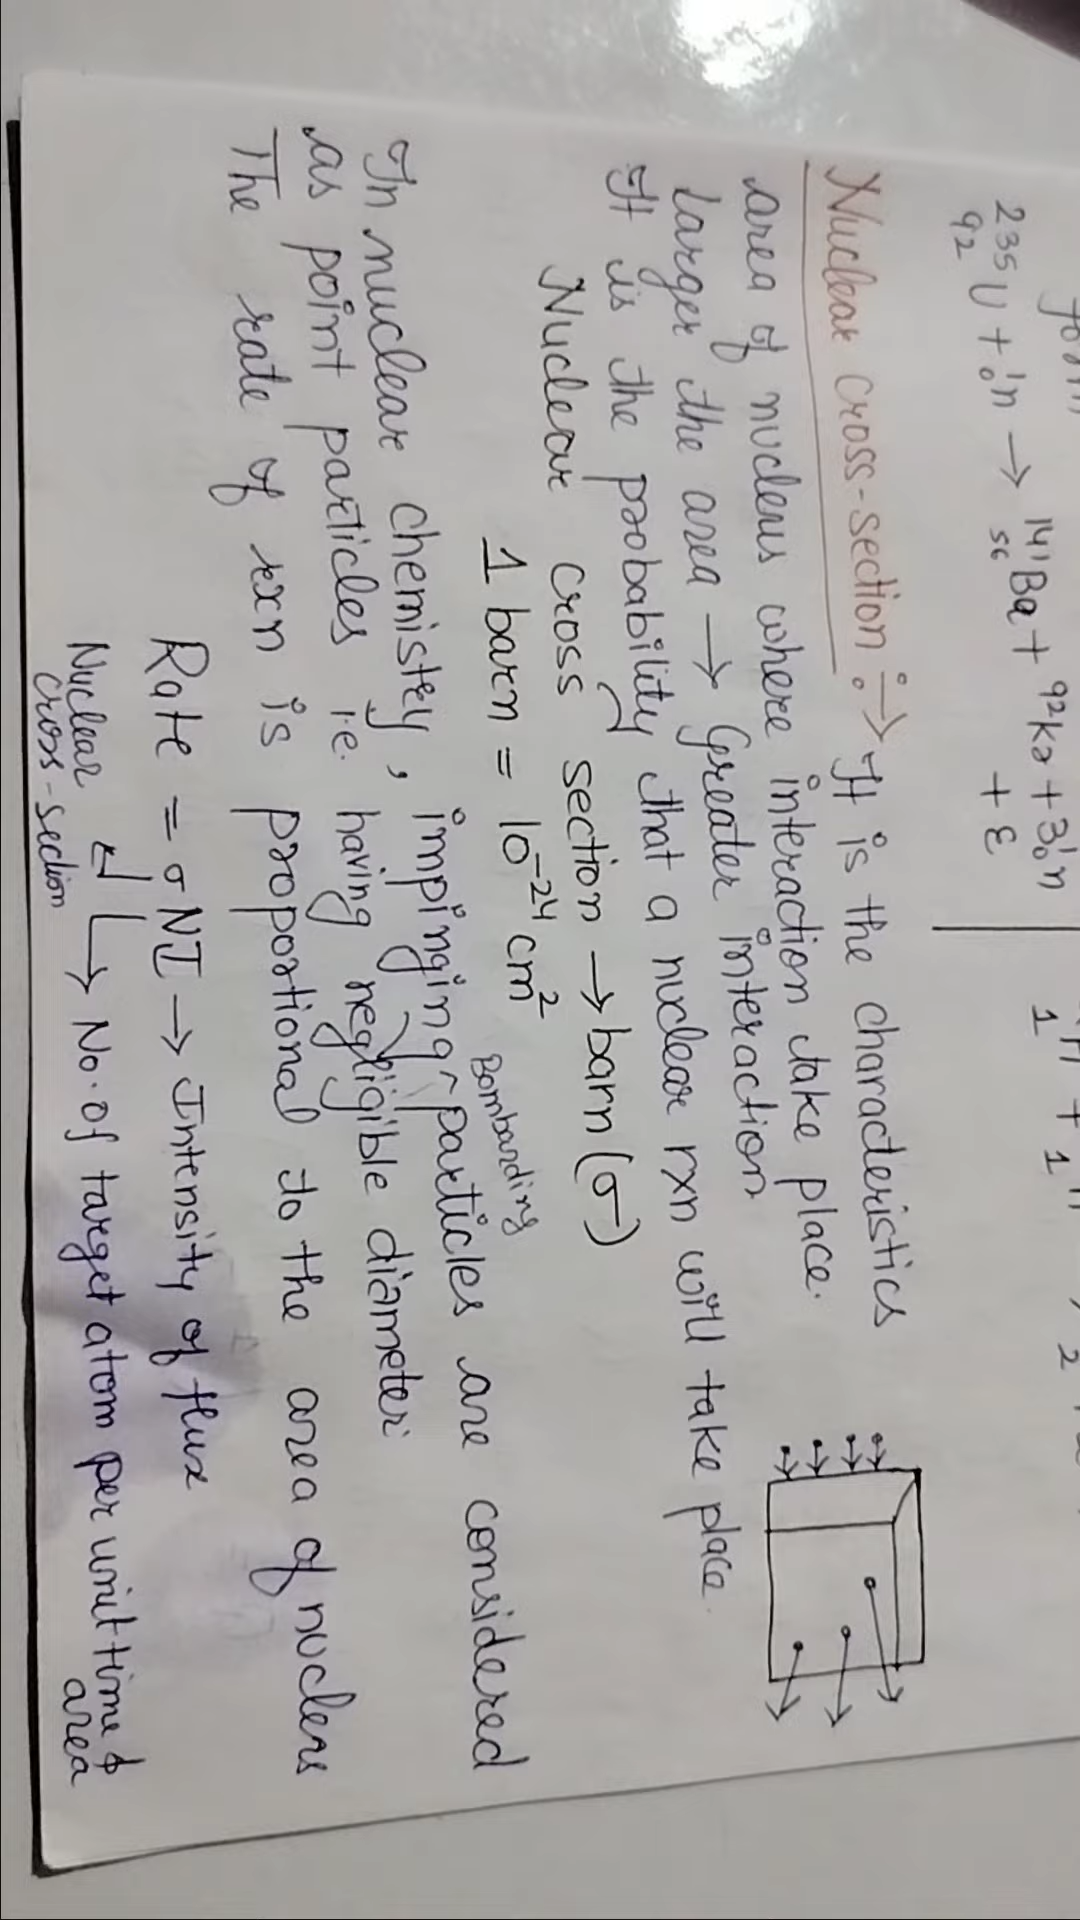 form
²³⁵₉₂U + ¹₀n → ¹⁴¹₅₆Ba + ⁹²Kr + 3¹₀n
+ ε
Nuclear cross-section :→ It is the characteristics
area of nucleus where interaction take place.
larger the area → Greater interaction
It is the probability that a nuclear rxn will take place.
Nuclear cross section → barn (σ)
1 barn = 10⁻²⁴ cm²
Bombarding
In nuclear chemistry, impinging ^ particles are considered
as point particles i.e. having negligible diameter
The rate of rxn is proportional to the area of nucleus
Rate = σNI → Intensity of flux
Nuclear cross-section
→ No. of target atom per unit time & area